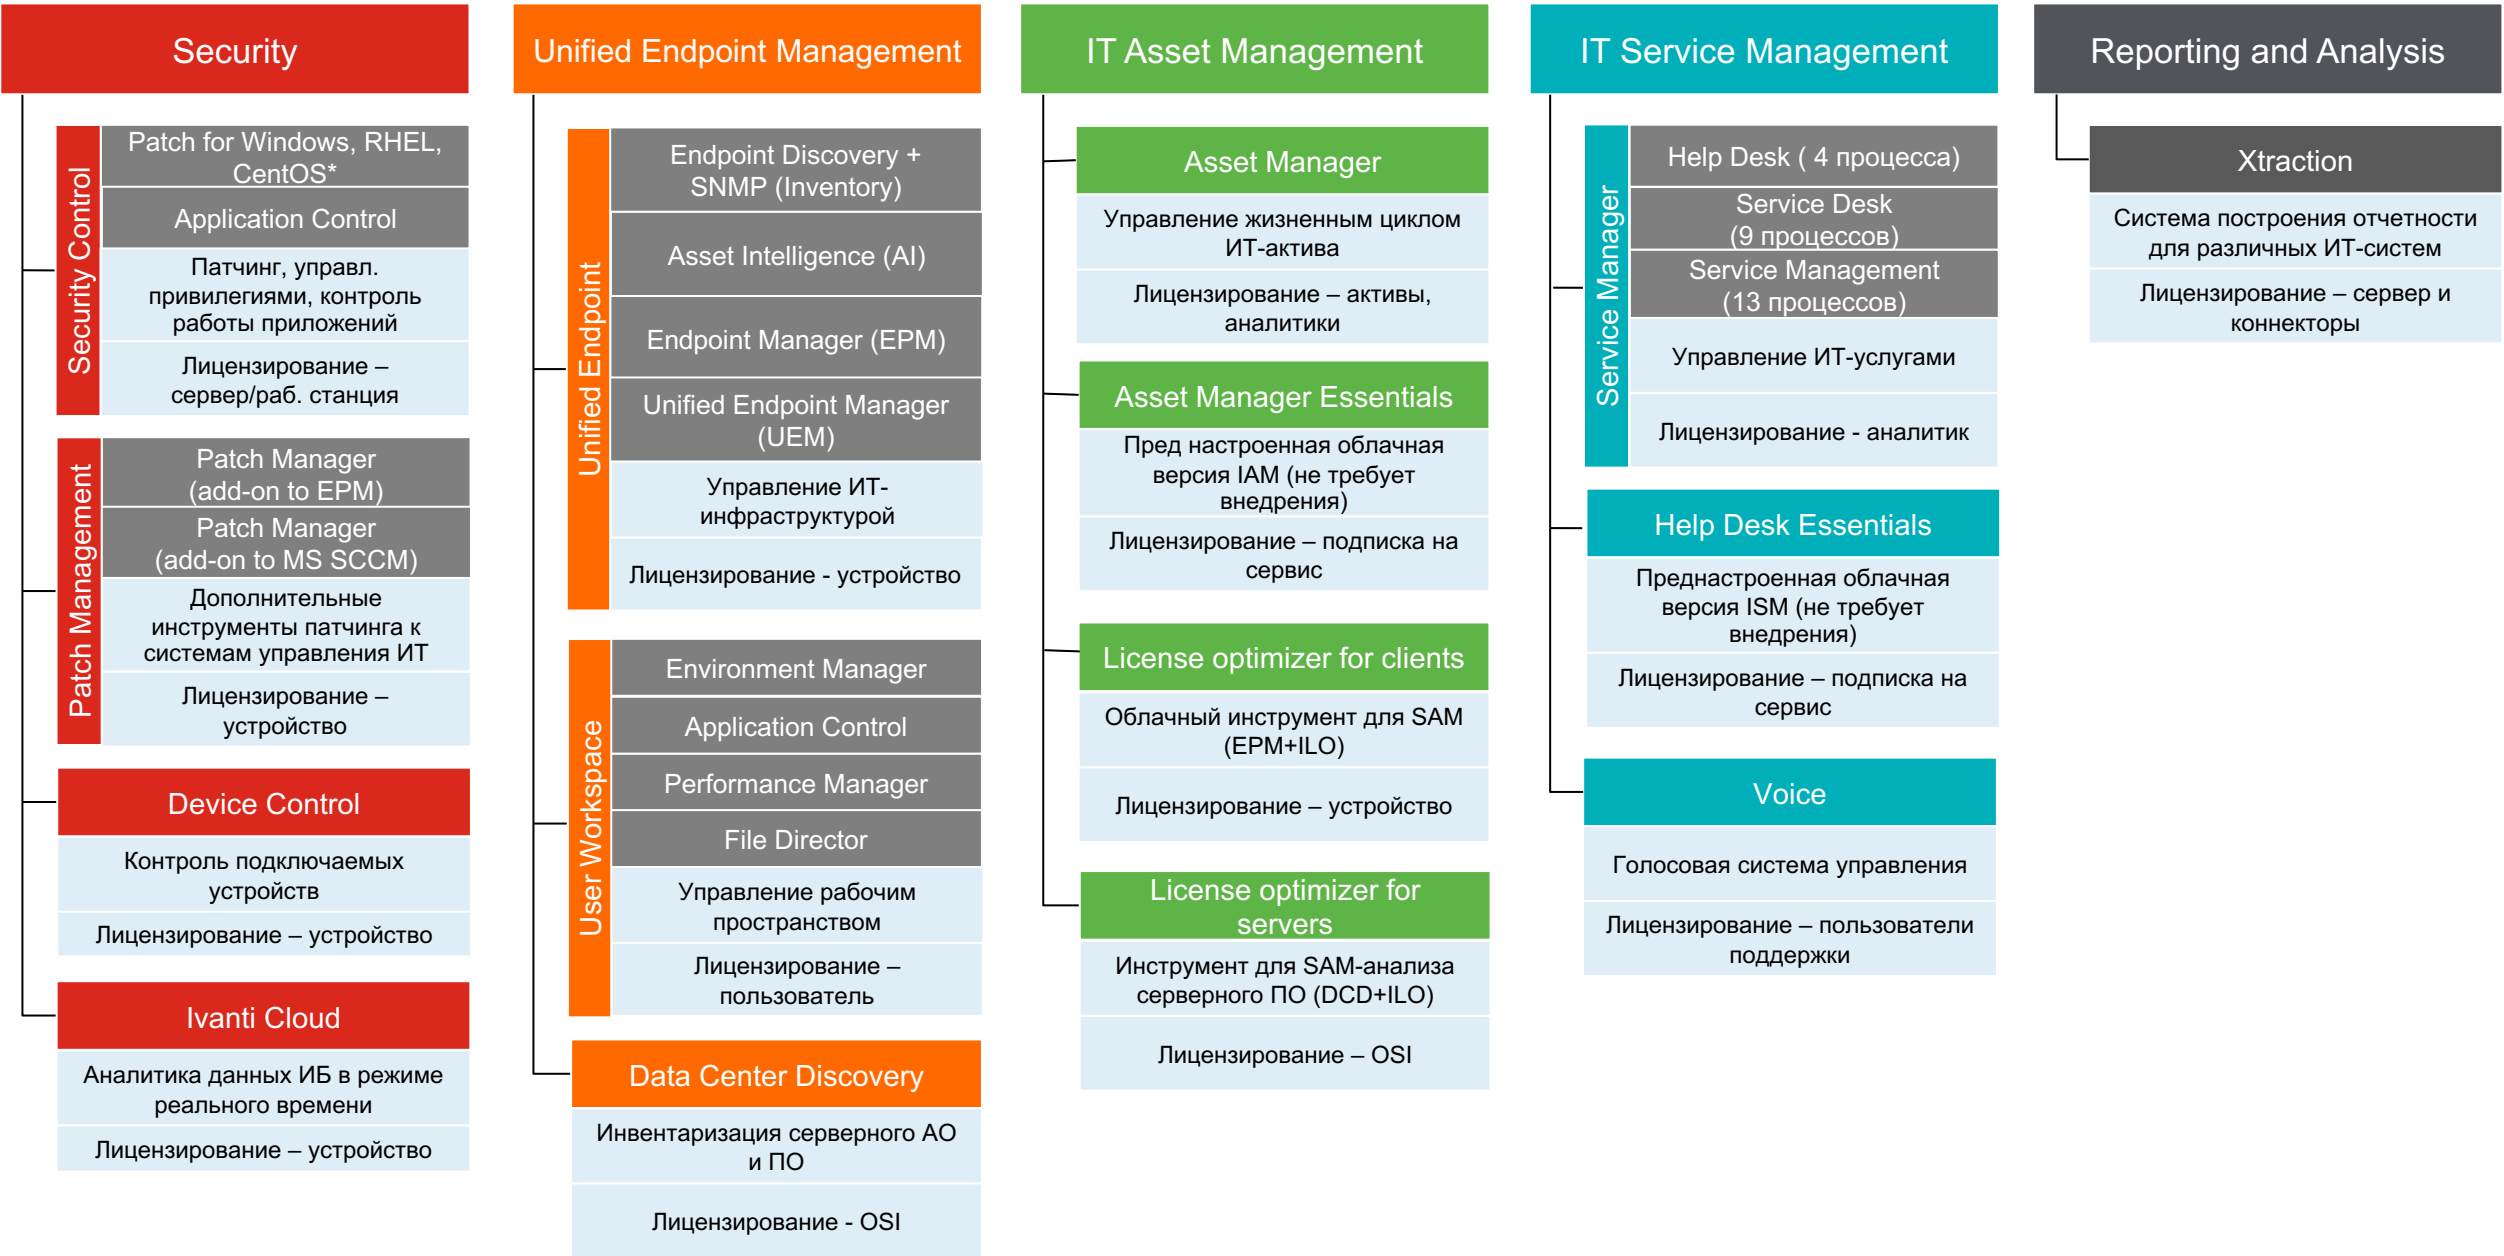 Security
Security Control
Patch for Windows, RHEL,
CentOS*
Application Control
Патчинг, управл.
привилегиями, контроль
работы приложений
Лицензирование –
сервер/раб. станция
Patch Management
Patch Manager
(add-on to EPM)
Patch Manager
(add-on to MS SCCM)
Дополнительные
инструменты патчинга к
системам управления ИТ
Лицензирование –
устройство
Device Control
Контроль подключаемых
устройств
Лицензирование – устройство
Ivanti Cloud
Аналитика данных ИБ в режиме
реального времени
Лицензирование – устройство
Unified Endpoint Management
Unified Endpoint
Endpoint Discovery +
SNMP (Inventory)
Asset Intelligence (AI)
Endpoint Manager (EPM)
Unified Endpoint Manager
(UEM)
Управление ИТ-
инфраструктурой
Лицензирование - устройство
User Workspace
Environment Manager
Application Control
Performance Manager
File Director
Управление рабочим
пространством
Лицензирование –
пользователь
Data Center Discovery
Инвентаризация серверного АО
и ПО
Лицензирование - OSI
IT Asset Management
Asset Manager
Управление жизненным циклом
ИТ-актива
Лицензирование – активы,
аналитики
Asset Manager Essentials
Пред настроенная облачная
версия IAM (не требует
внедрения)
Лицензирование – подписка на
сервис
License optimizer for clients
Облачный инструмент для SAM
(EPM+ILO)
Лицензирование – устройство
License optimizer for
servers
Инструмент для SAM-анализа
серверного ПО (DCD+ILO)
Лицензирование – OSI
IT Service Management
Service Manager
Help Desk ( 4 процесса)
Service Desk
(9 процессов)
Service Management
(13 процессов)
Управление ИТ-услугами
Лицензирование - аналитик
Help Desk Essentials
Преднастроенная облачная
версия ISM (не требует
внедрения)
Лицензирование – подписка на
сервис
Voice
Голосовая система управления
Лицензирование – пользователи
поддержки
Reporting and Analysis
Xtraction
Система построения отчетности
для различных ИТ-систем
Лицензирование – сервер и
коннекторы